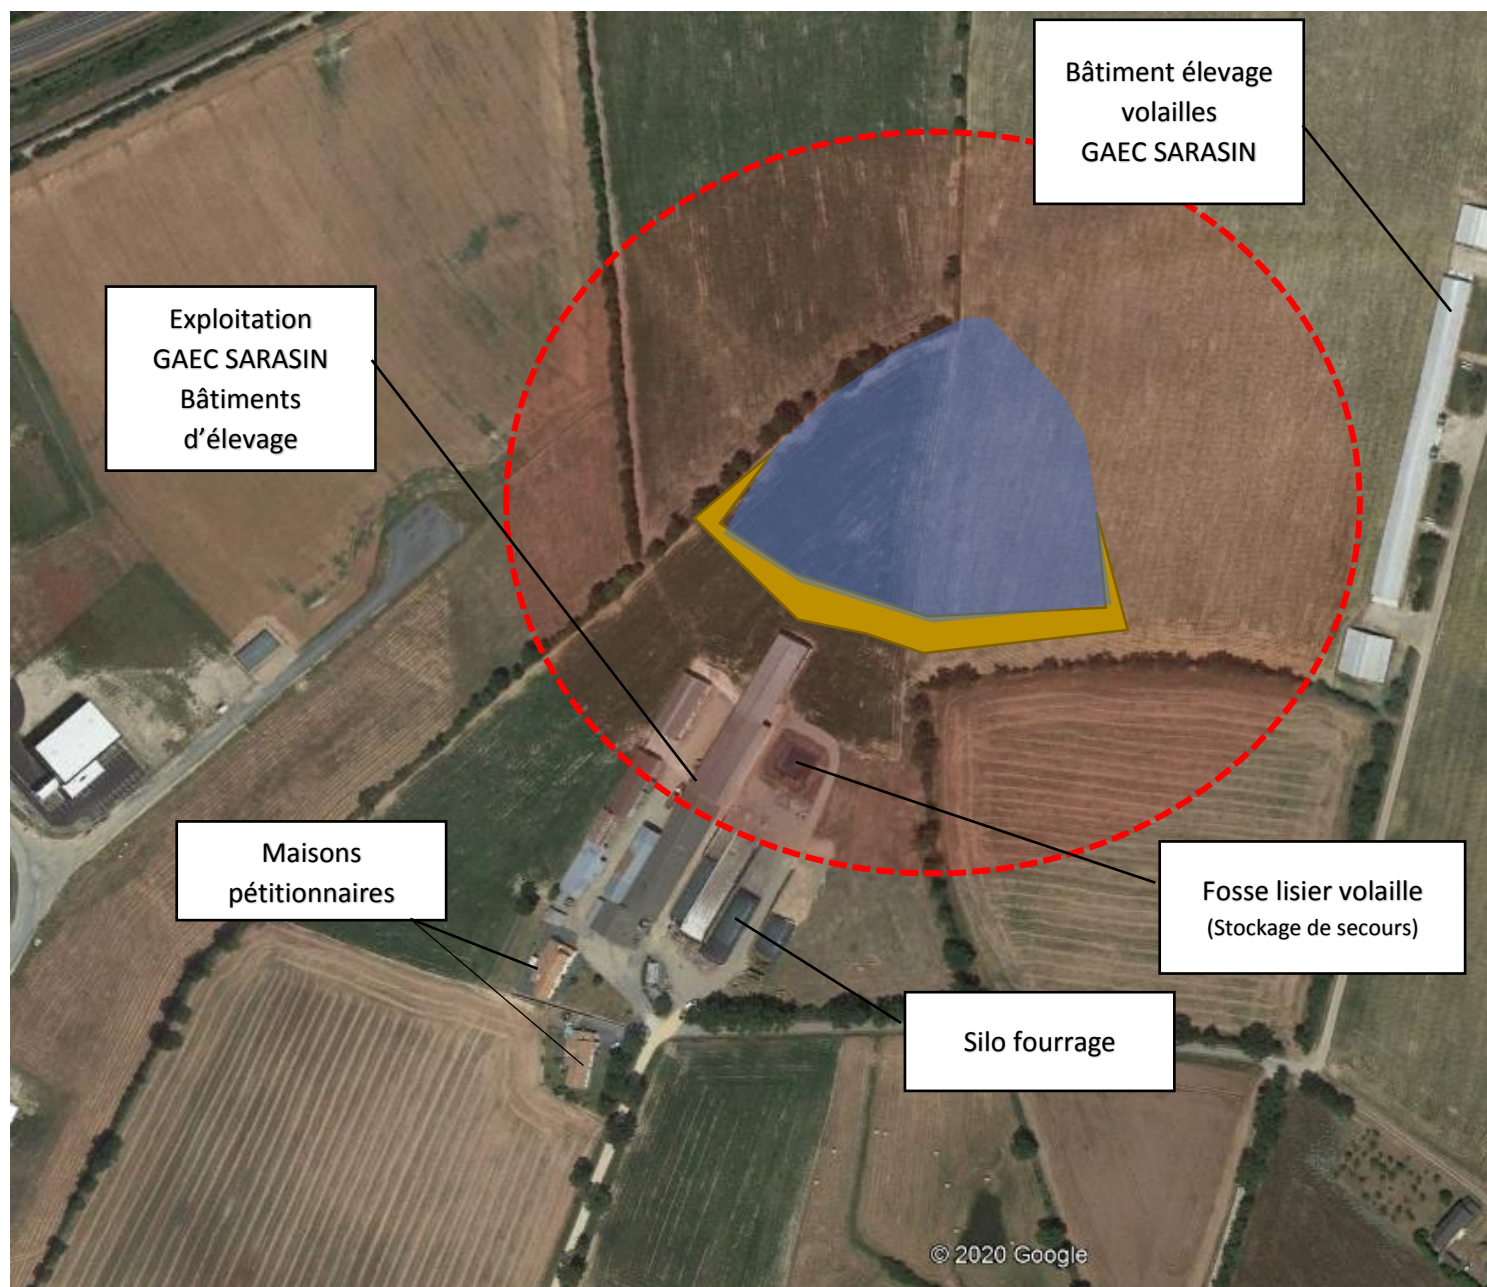 Bâtiment élevage
volailles
GAEC SARASIN
Exploitation
GAEC SARASIN
Bâtiments
d'élevage
Maisons
pétitionnaires
Fosse lisier volaille
(Stockage de secours)
Silo fourrage
© 2020 Google